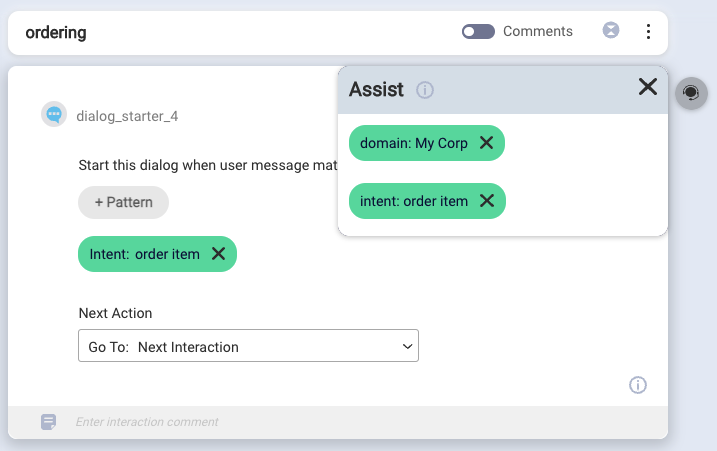 ordering
Comments
Assist
dialog_starter_4
domain: My Corp
Start this dialog when user message mat
+ Pattern
intent: order item
Intent: order item
Next Action
Go To: Next Interaction
Enter interaction comment